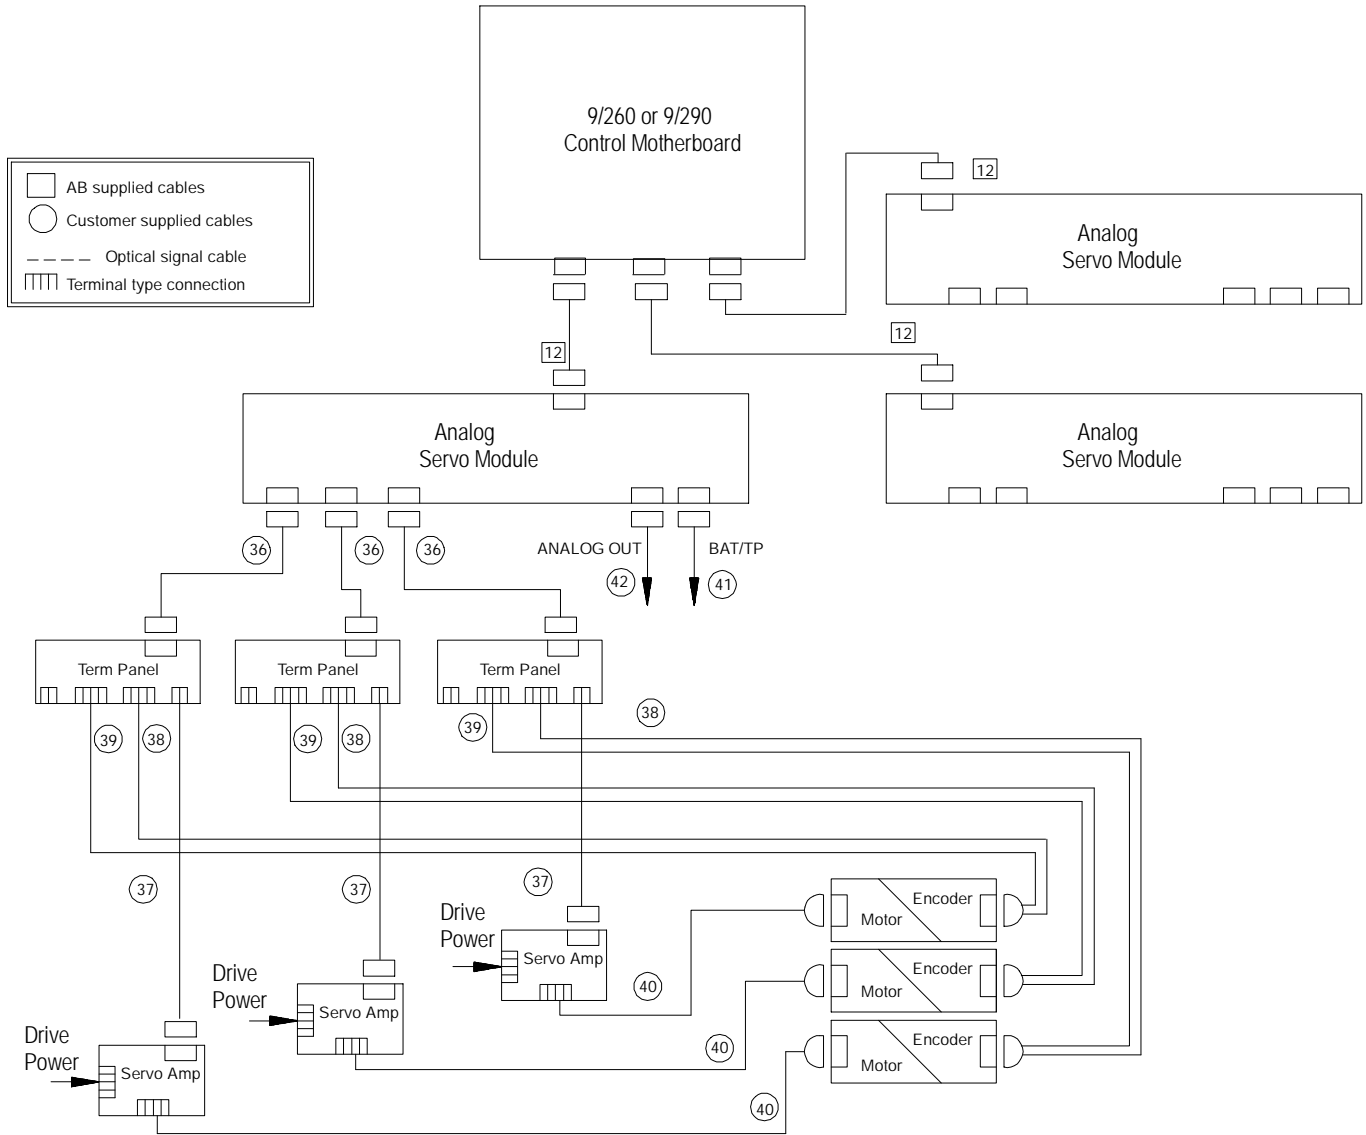 9/260 or 9/290
Control Motherboard
AB supplied cables
Customer supplied cables
Optical signal cable
Terminal type connection
12
Analog
Servo Module
12
12
Analog
Servo Module
Analog
Servo Module
36
36
36
ANALOG OUT
BAT/TP
42
41
Term Panel
Term Panel
Term Panel
39
38
39
38
39
38
37
37
37
Drive
Power
Servo Amp
Drive
Power
Servo Amp
Drive
Power
Servo Amp
40
40
40
Motor
Encoder
Motor
Encoder
Motor
Encoder